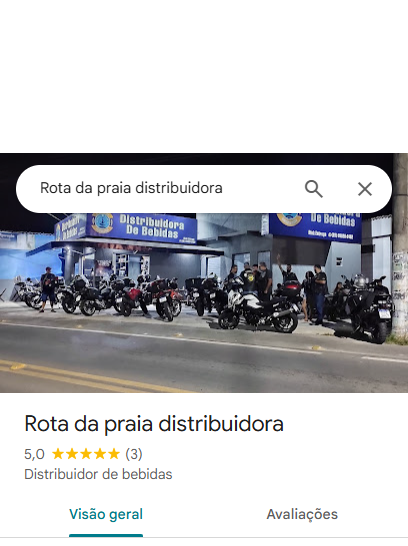 Rota da praia distribuidora
Distribuidora
De Bebidas
De Bebidas
Rota da praia distribuidora
5,0 ★★★★★ (3)
Distribuidor de bebidas
Visão geral
Avaliações